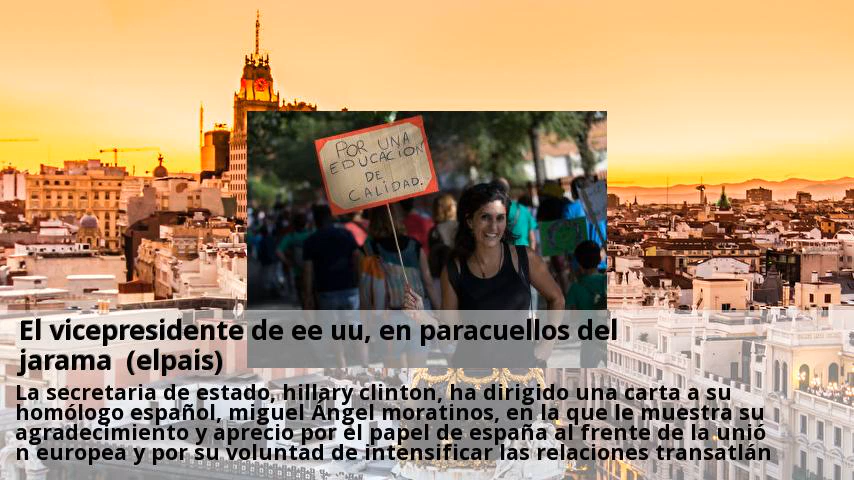 POR UNA
EDUCACIÓN
DE
CALIDAD.
El vicepresidente de ee uu, en paracuellos del
jarama (elpais)
La secretaria de estado, hillary clinton, ha dirigido una carta a su
homólogo español, miguel Ángel moratinos, en la que le muestra su
agradecimiento y aprecio por el papel de españa al frente de la unió
n europea y por su voluntad de intensificar las relaciones transatlán